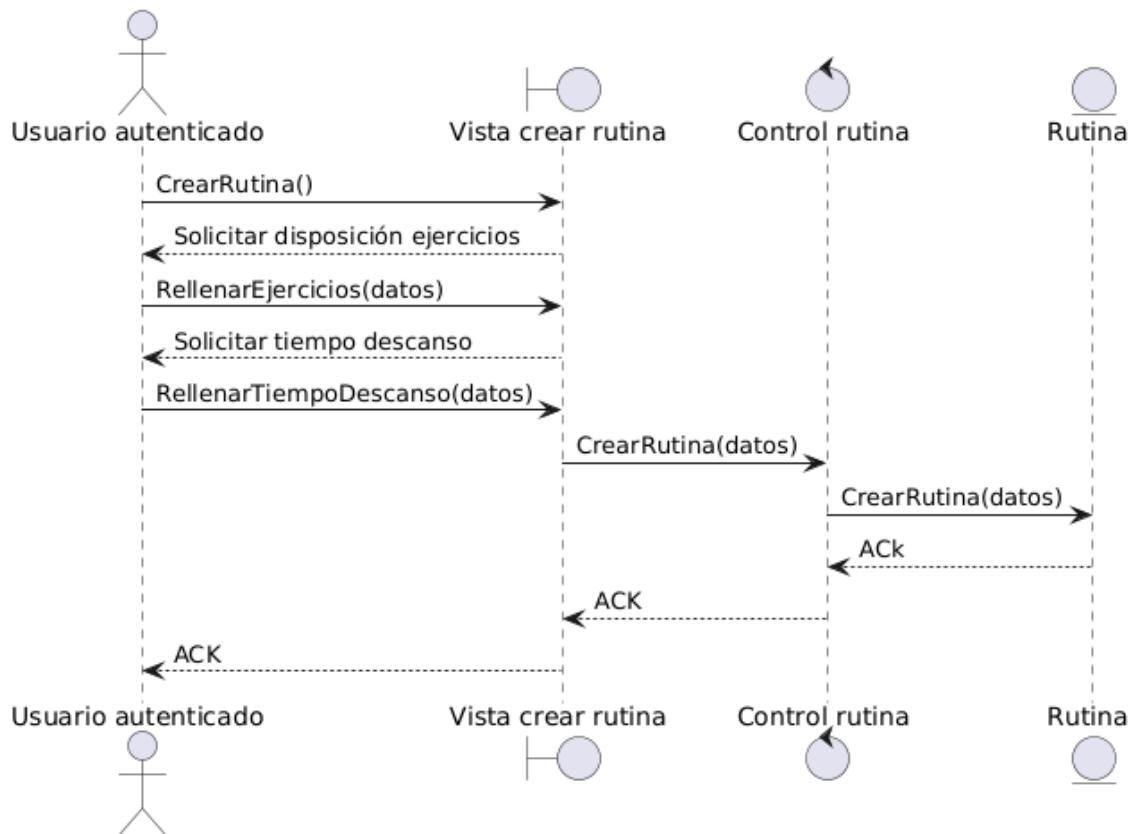 Usuario autenticado
Vista crear rutina
Control rutina
Rutina
CrearRutina()
Solicitar disposición ejercicios
RellenarEjercicios(datos)
Solicitar tiempo descanso
RellenarTiempoDescanso(datos)
CrearRutina(datos)
CrearRutina(datos)
ACk
ACK
ACK
Usuario autenticado
Vista crear rutina
Control rutina
Rutina